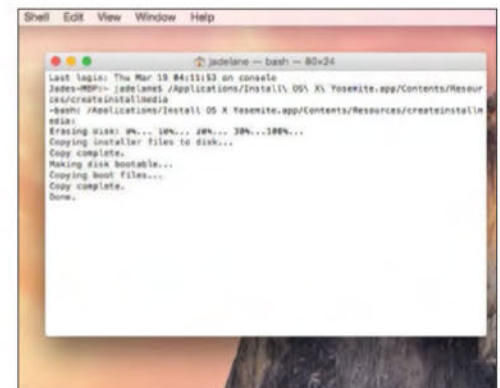 Shell Edit View Window Help
jadelane — bash — 80×24
Last login: Thu Mar 19 04:11:53 on console
Jades-MBP:~ jadelane$ /Applications/Install\ OS\ X\ Yosemite.app/Contents/Resour
ces/createinstallmedia
-bash: /Applications/Install OS X Yosemite.app/Contents/Resources/createinstallm
edia:
Erasing Disk: 0%... 10%... 20%... 30%...100%...
Copying installer files to disk...
Copy complete.
Making disk bootable...
Copying boot files...
Copy complete.
Done.